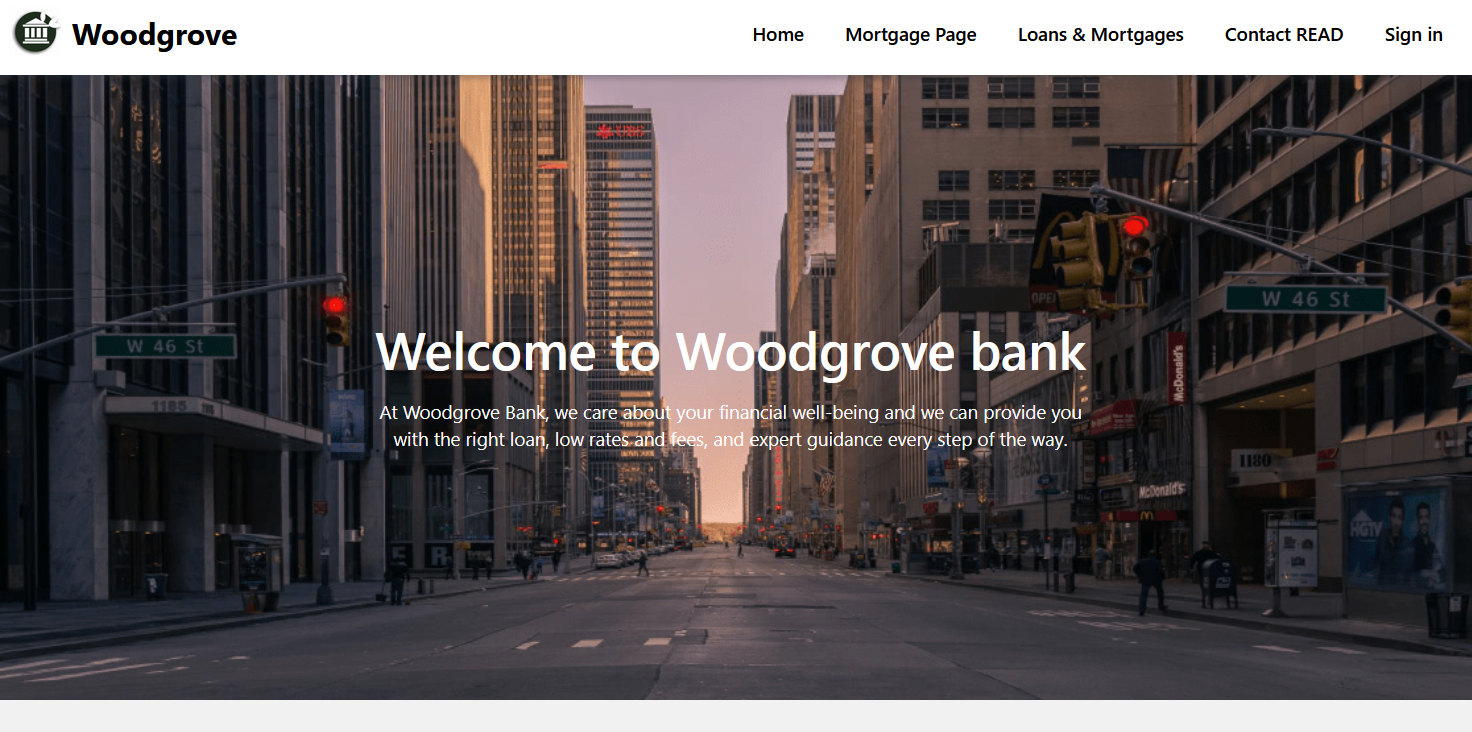 Woodgrove
Home
Mortgage Page
Loans & Mortgages
Contact READ
Sign in
UBS
OPEN
W 46 St
W 46 St
McDonald's
Welcome to Woodgrove bank
At Woodgrove Bank, we care about your financial well-being and we can provide you
with the right loan, low rates and fees, and expert guidance every step of the way.
1185
1180
McDonald's
HGTV